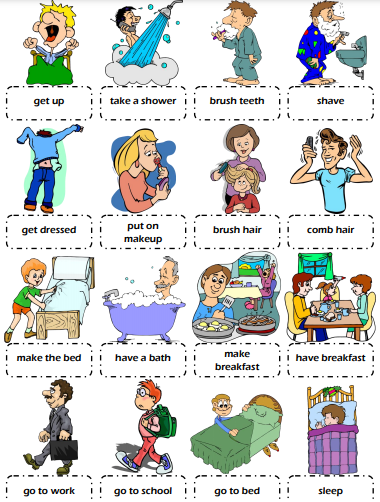 get up
take a shower
brush teeth
shave
get dressed
put on
makeup
brush hair
comb hair
make the bed
have a bath
make
breakfast
have breakfast
go to work
go to school
go to bed
sleep